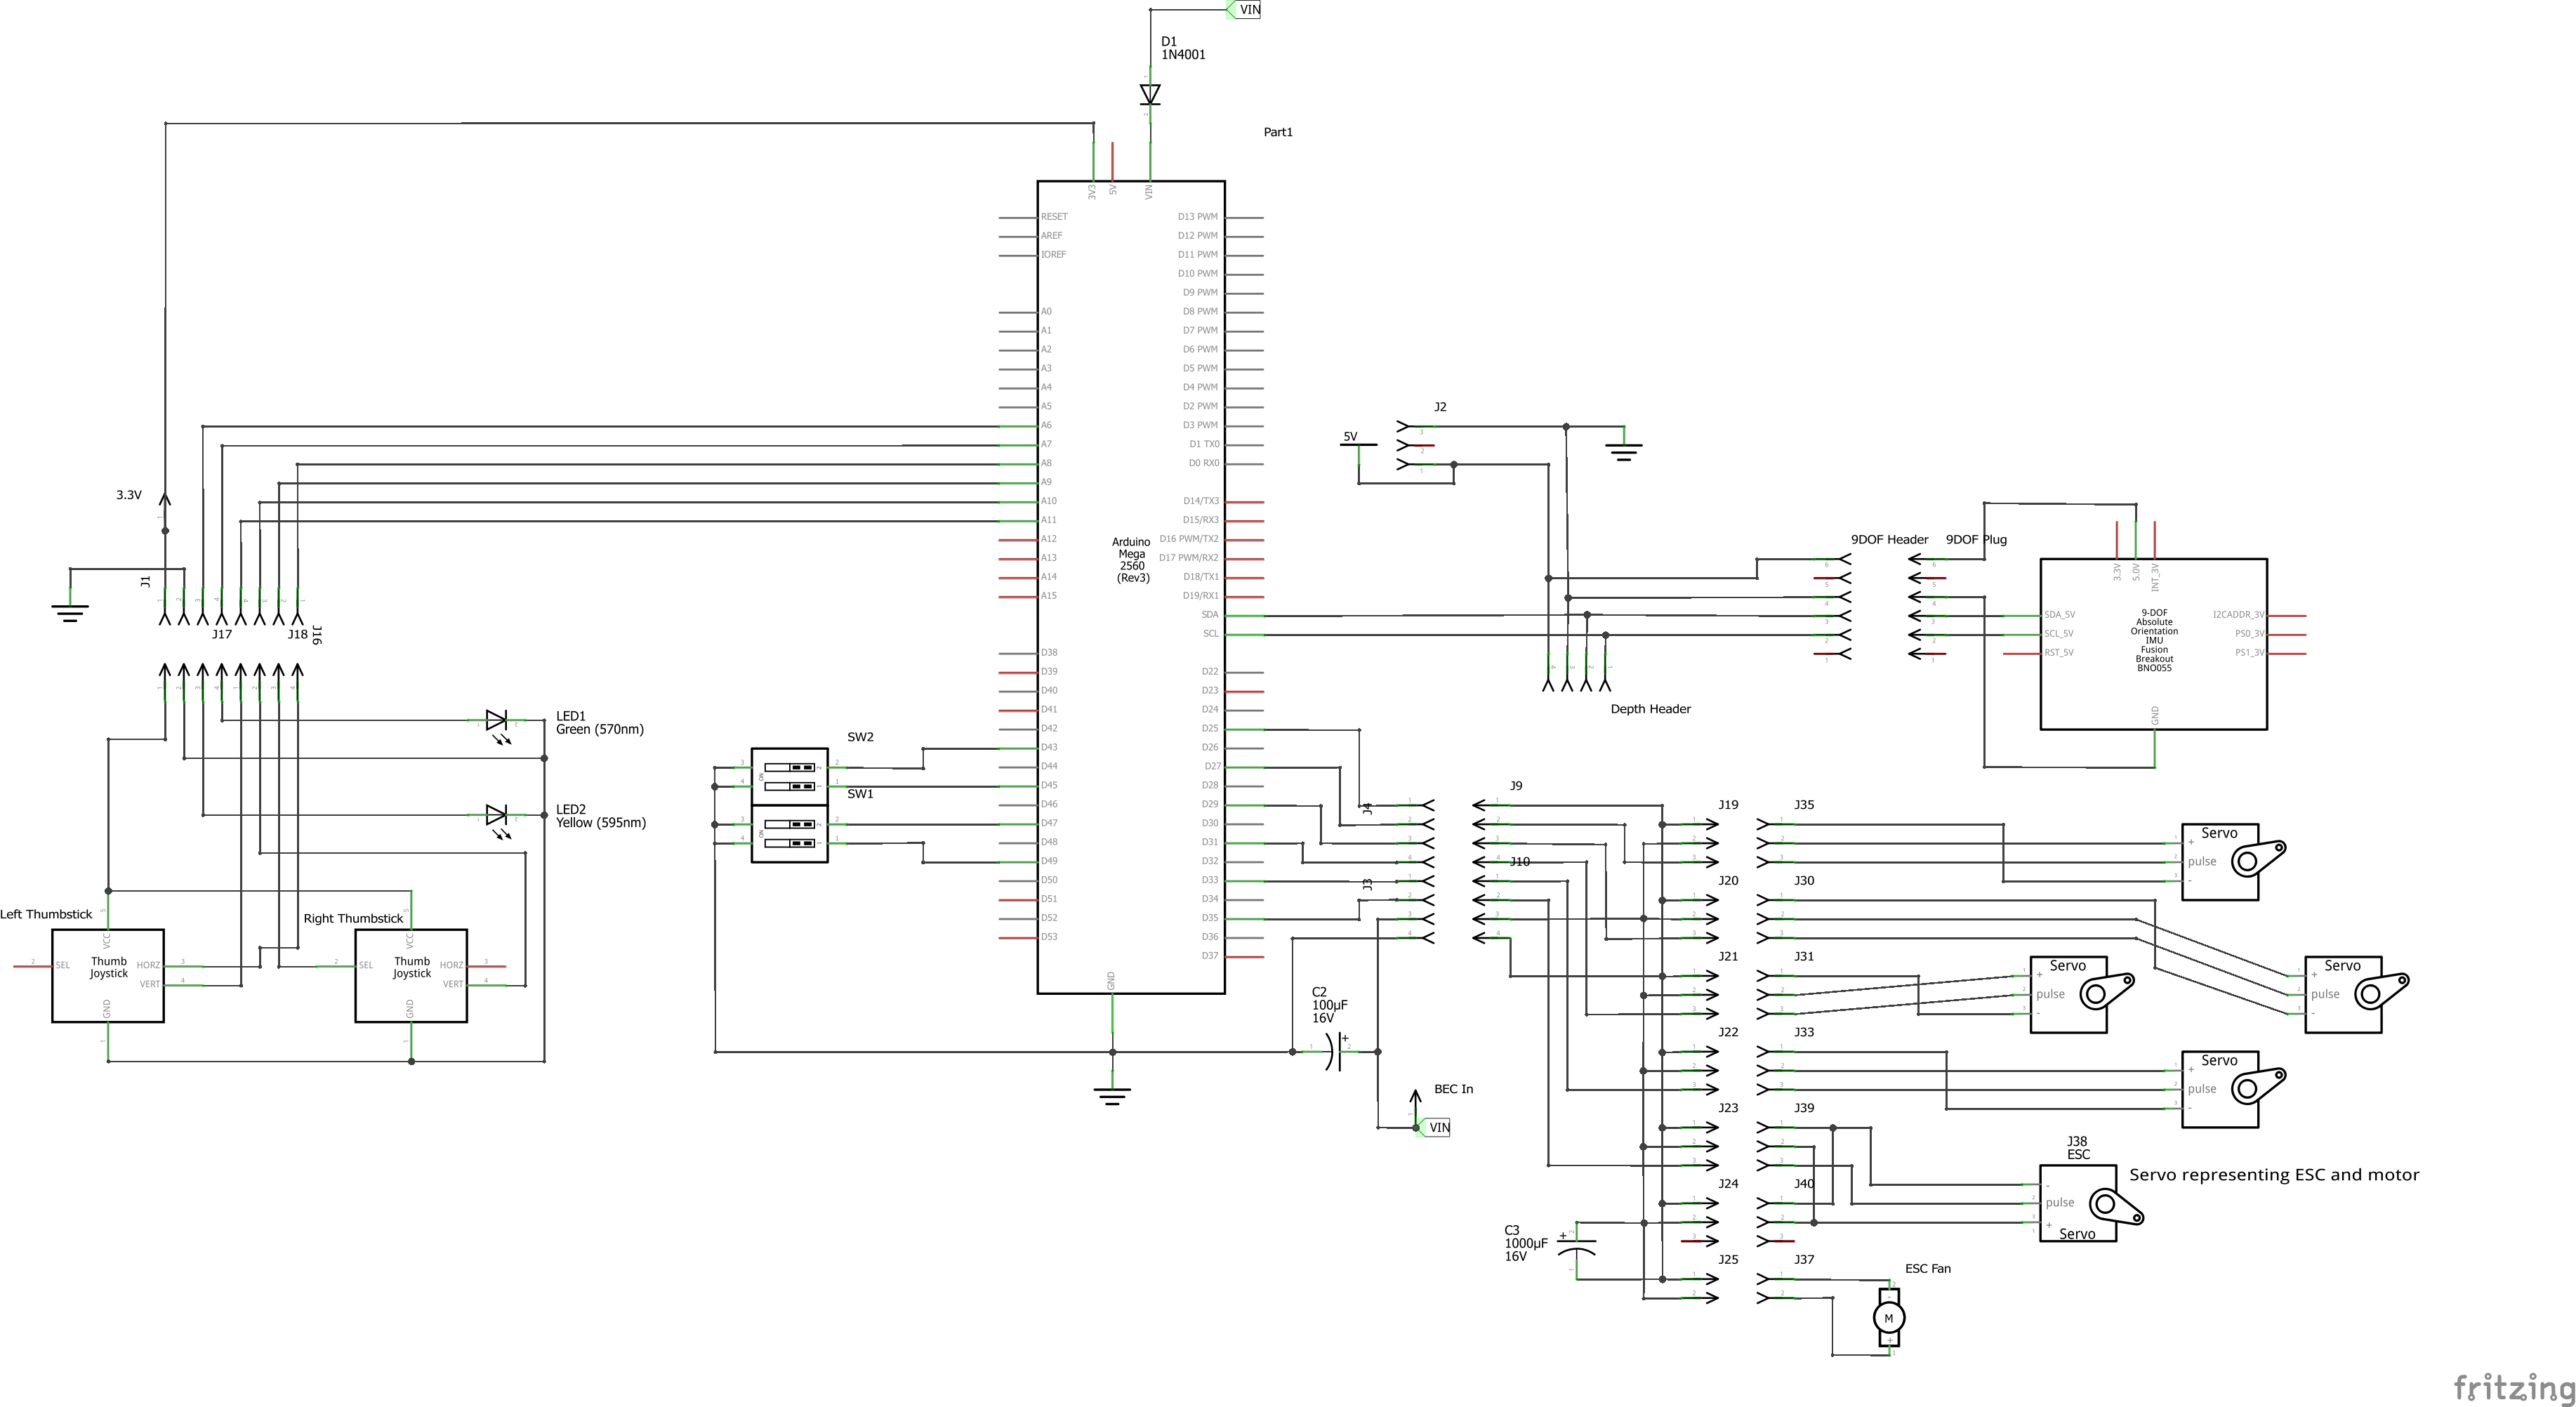 VIN
D1
1N4001
Part1
3V3
5V
VIN
RESET
AREF
IOREF
A0
A1
A2
A3
A4
A5
A6
A7
A8
A9
A10
A11
A12
A13
A14
A15
D38
D39
D40
D41
D42
D43
D44
D45
D46
D47
D48
D49
D50
D51
D52
D53
Arduino
Mega
2560
(Rev3)
D13 PWM
D12 PWM
D11 PWM
D10 PWM
D9 PWM
D8 PWM
D7 PWM
D6 PWM
D5 PWM
D4 PWM
D2 PWM
D3 PWM
D1 TX0
D0 RX0
D14/TX3
D15/RX3
D16 PWM/TX2
D17 PWM/RX2
D18/TX1
D19/RX1
SDA
SCL
D22
D23
D24
D25
D26
D27
D28
D29
D30
D31
D32
D33
D34
D35
D36
D37
GND
3.3V
J1
J17
J18
J16
LED1
Green (570nm)
LED2
Yellow (595nm)
Left Thumbstick
VCC
SEL
Thumb
Joystick
HORZ
VERT
GND
Right Thumbstick
VCC
SEL
Thumb
Joystick
HORZ
VERT
GND
SW2
ON
SW1
ON
J2
5V
9DOF Header
9DOF Plug
Depth Header
3.3V
5.0V
INT_3V
SDA_5V
SCL_5V
RST_5V
9-DOF
Absolute
Orientation
IMU
Fusion
Breakout
BNO055
I2CADDR_3V
PS0_3V
PS1_3V
GND
J4
J3
J9
J10
C2
100μF
16V
+
BEC In
VIN
J19
J20
J21
J22
J23
J24
J25
J35
J30
J31
J33
J39
J40
J37
C3
1000μF
16V
+
Servo
+
pulse
-
Servo
+
pulse
-
Servo
+
pulse
-
Servo
+
pulse
-
J38
ESC
-
pulse
+
Servo
Servo representing ESC and motor
ESC Fan
M
fritzing